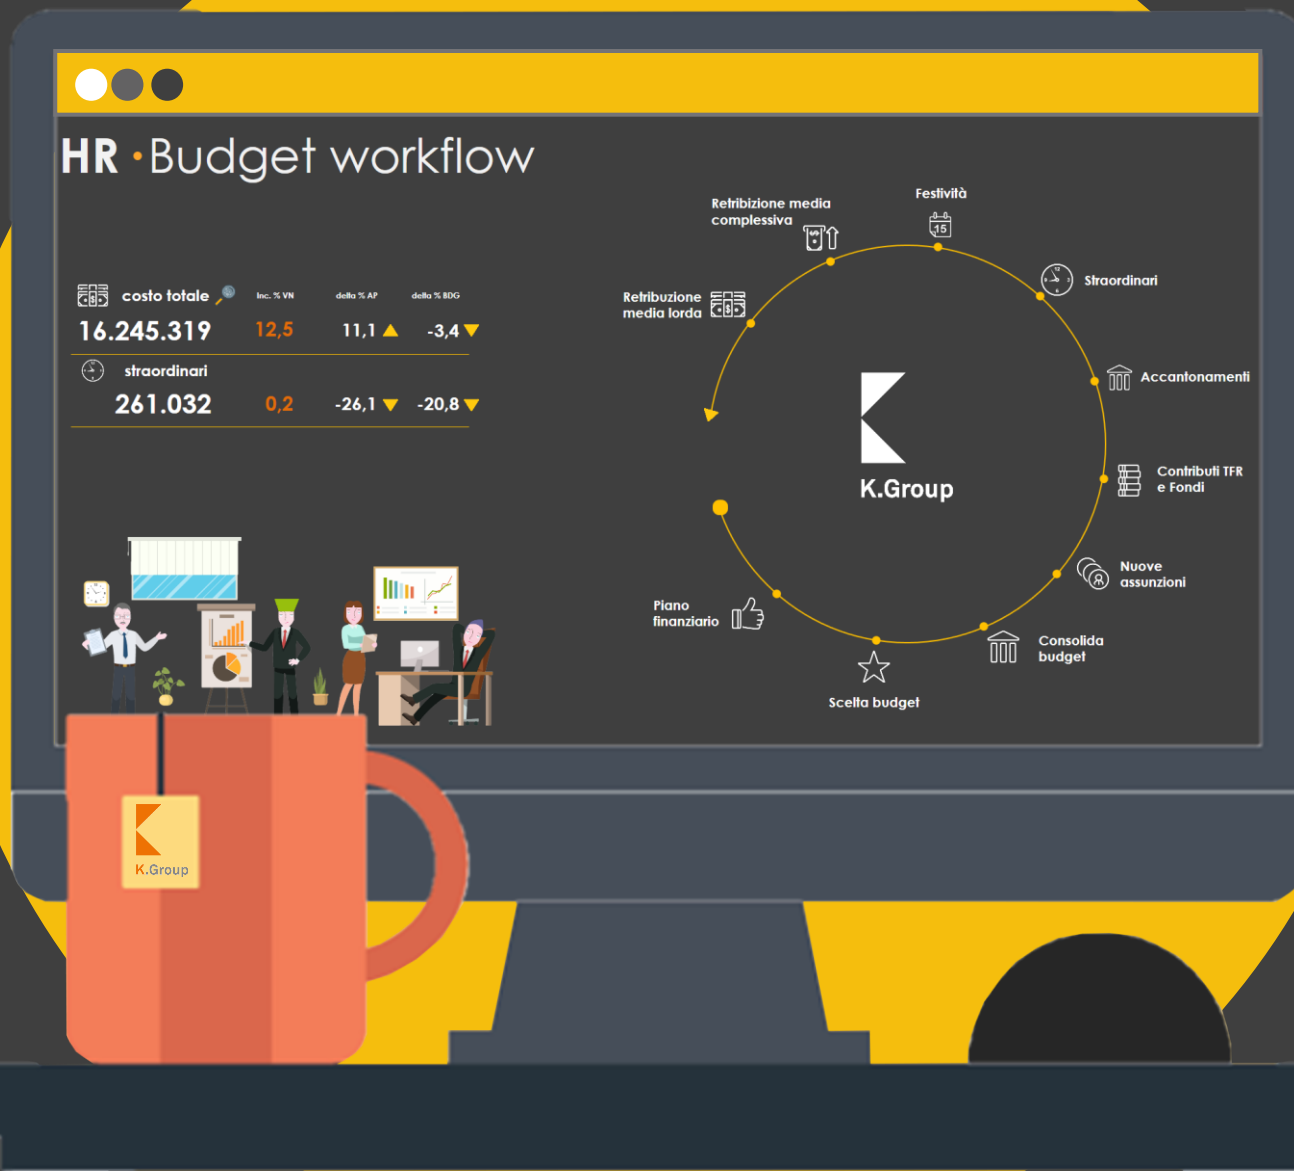 HR • Budget workflow
costo totale Inc. % VN delta % AP delta % BDG
16.245.319 12,5 11,1 -3,4
straordinari
261.032 0,2 -26,1 -20,8
Retribizione media
complessiva
Festività
15
Straordinari
Retribuzione
media lorda
Accantonamenti
K.Group
Contributi TFR
e Fondi
Nuove
assunzioni
Piano
finanziario
Consolida
budget
Scelta budget
K.Group